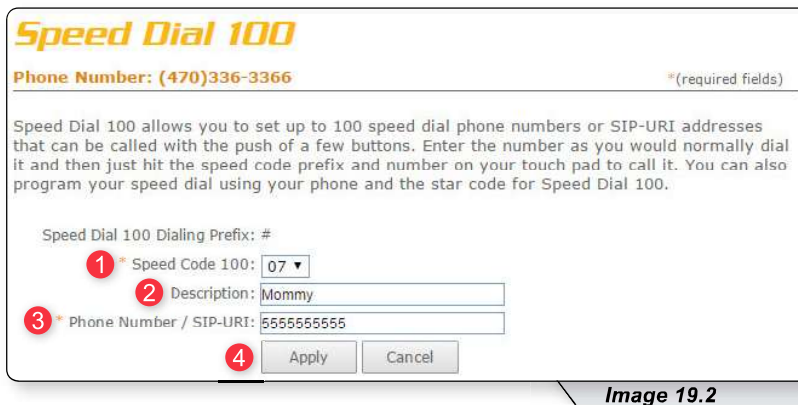 Speed Dial 100
Phone Number: (470)336-3366 *(required fields)
Speed Dial 100 allows you to set up to 100 speed dial phone numbers or SIP-URI addresses
that can be called with the push of a few buttons. Enter the number as you would normally dial
it and then just hit the speed code prefix and number on your touch pad to call it. You can also
program your speed dial using your phone and the star code for Speed Dial 100.
Speed Dial 100 Dialing Prefix: #
1 * Speed Code 100: 07 ▼
2 Description: Mommy
3 * Phone Number / SIP-URI: 5555555555
4 Apply Cancel
Image 19.2